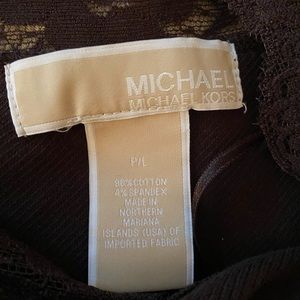 MICHAEL
MICHAEL KORS
P/L
96% COTTON
4% SPANDEX
MADE IN
NORTHERN
MARIANA
ISLANDS (USA) OF
IMPORTED FABRIC